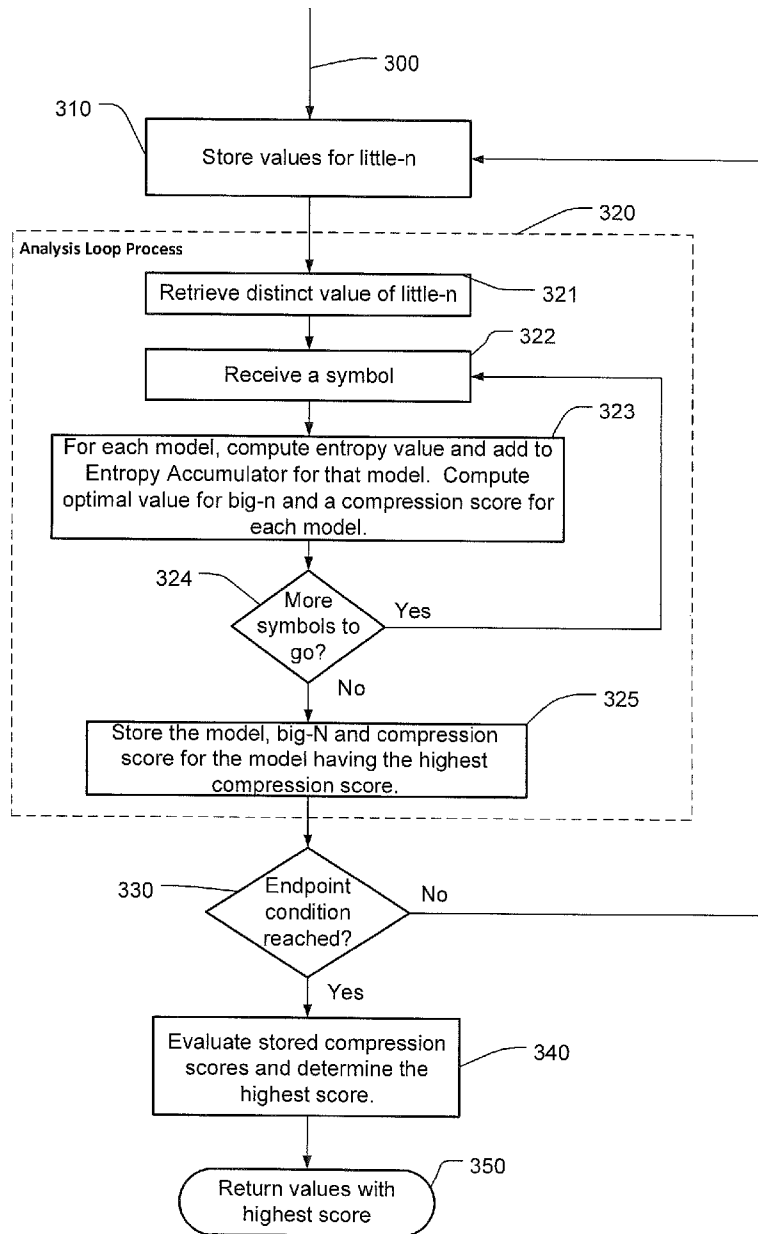 300
310
Store values for little-n
320
Analysis Loop Process
Retrieve distinct value of little-n
321
322
Receive a symbol
323
For each model, compute entropy value and add to
Entropy Accumulator for that model. Compute
optimal value for big-n and a compression score for
each model.
324
More
symbols to
go?
Yes
No
325
Store the model, big-N and compression
score for the model having the highest
compression score.
330
Endpoint
condition
reached?
No
Yes
Evaluate stored compression
scores and determine the
highest score.
340
350
Return values with
highest score